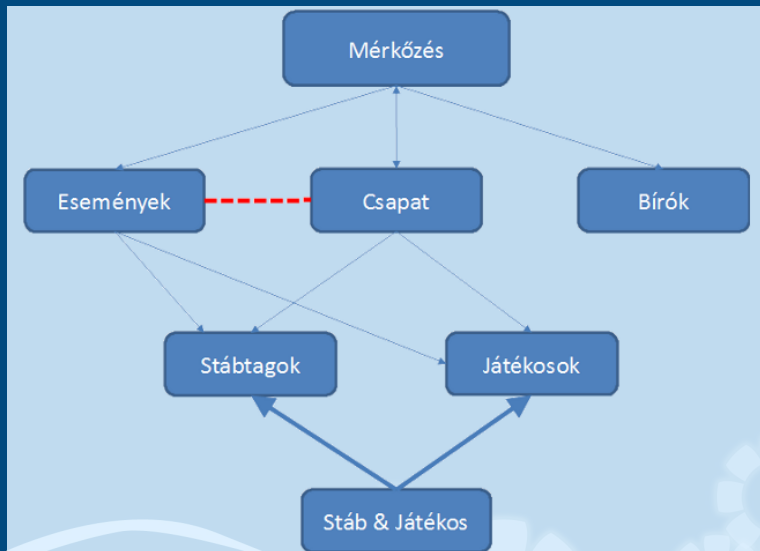 Mérkőzés
Események
Csapat
Bírók
Stábtagok
Játékosok
Stáb & Játékos